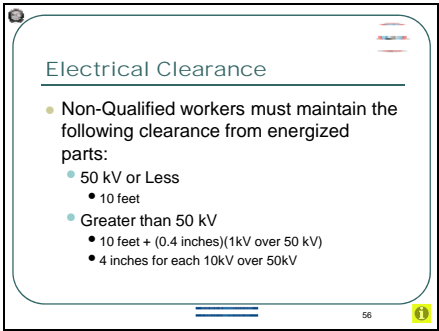 Electrical Clearance
Non-Qualified workers must maintain the
following clearance from energized
parts:
50 kV or Less
10 feet
Greater than 50 kV
10 feet + (0.4 inches)(1kV over 50 kV)
4 inches for each 10kV over 50kV
56